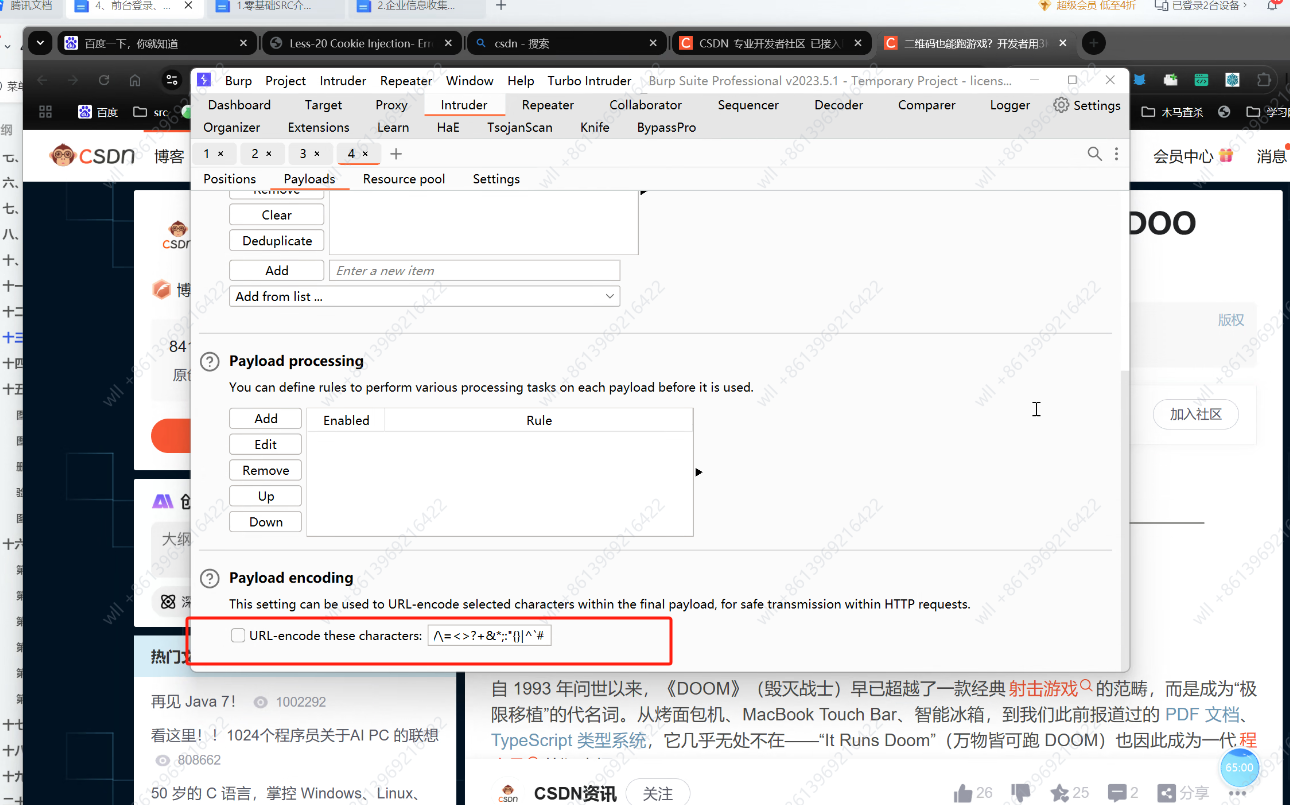 腾讯文档
4、前台登录、...
1.零基础SRC介...
2.企业信息收集...
超级会员 低至4折
已登录2台设备
百度一下，你就知道
Less-20 Cookie Injection- Err
csdn - 搜索
CSDN 专业开发者社区 已接入
二维码也能跑游戏？开发者用3
Burp Project Intruder Repeater Window Help Turbo Intruder Burp Suite Professional v2023.5.1 - Temporary Project - licens...
Dashboard Target Proxy Intruder Repeater Collaborator Sequencer Decoder Comparer Logger Settings
Organizer Extensions Learn HaE TsojanScan Knife BypassPro
百度
src
木马查杀
学习
1 × 2 × 3 × 4 × +
Positions Payloads Resource pool Settings
CSDN 博客
会员中心 消息
Remove
Clear
Deduplicate
Add Enter a new item
Add from list ...
DOO
版权
加入社区
CSDN
博
841
原创
Payload processing
You can define rules to perform various processing tasks on each payload before it is used.
Add Enabled Rule
Edit
Remove
Up
Down
创
大纲
深
Payload encoding
This setting can be used to URL-encode selected characters within the final payload, for safe transmission within HTTP requests.
URL-encode these characters: /\=<>?+&*;:"{}|^`#
热门文
再见 Java 7！ 1002292
看这里！！1024个程序员关于AI PC 的联想
808662
50 岁的 C 语言，掌控 Windows、Linux、
自 1993 年问世以来，《DOOM》（毁灭战士）早已超越了一款经典射击游戏的范畴，而是成为“极
限移植”的代名词。从烤面包机、MacBook Touch Bar、智能冰箱，到我们此前报道过的 PDF 文档、
TypeScript 类型系统，它几乎无处不在——“It Runs Doom”（万物皆可跑 DOOM）也因此成为一代程
CSDN资讯 关注
26 25 2 分享
65:00
wll +8613969216422